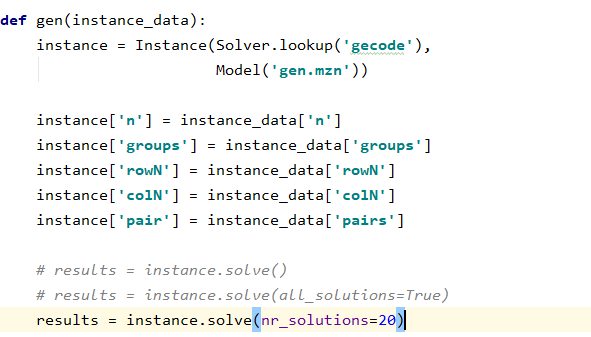 def gen(instance_data):
    instance = Instance(Solver.lookup('gecode'),
                        Model('gen.mzn'))
    instance['n'] = instance_data['n']
    instance['groups'] = instance_data['groups']
    instance['rowN'] = instance_data['rowN']
    instance['colN'] = instance_data['colN']
    instance['pair'] = instance_data['pairs']
    # results = instance.solve()
    # results = instance.solve(all_solutions=True)
    results = instance.solve(nr_solutions=20)